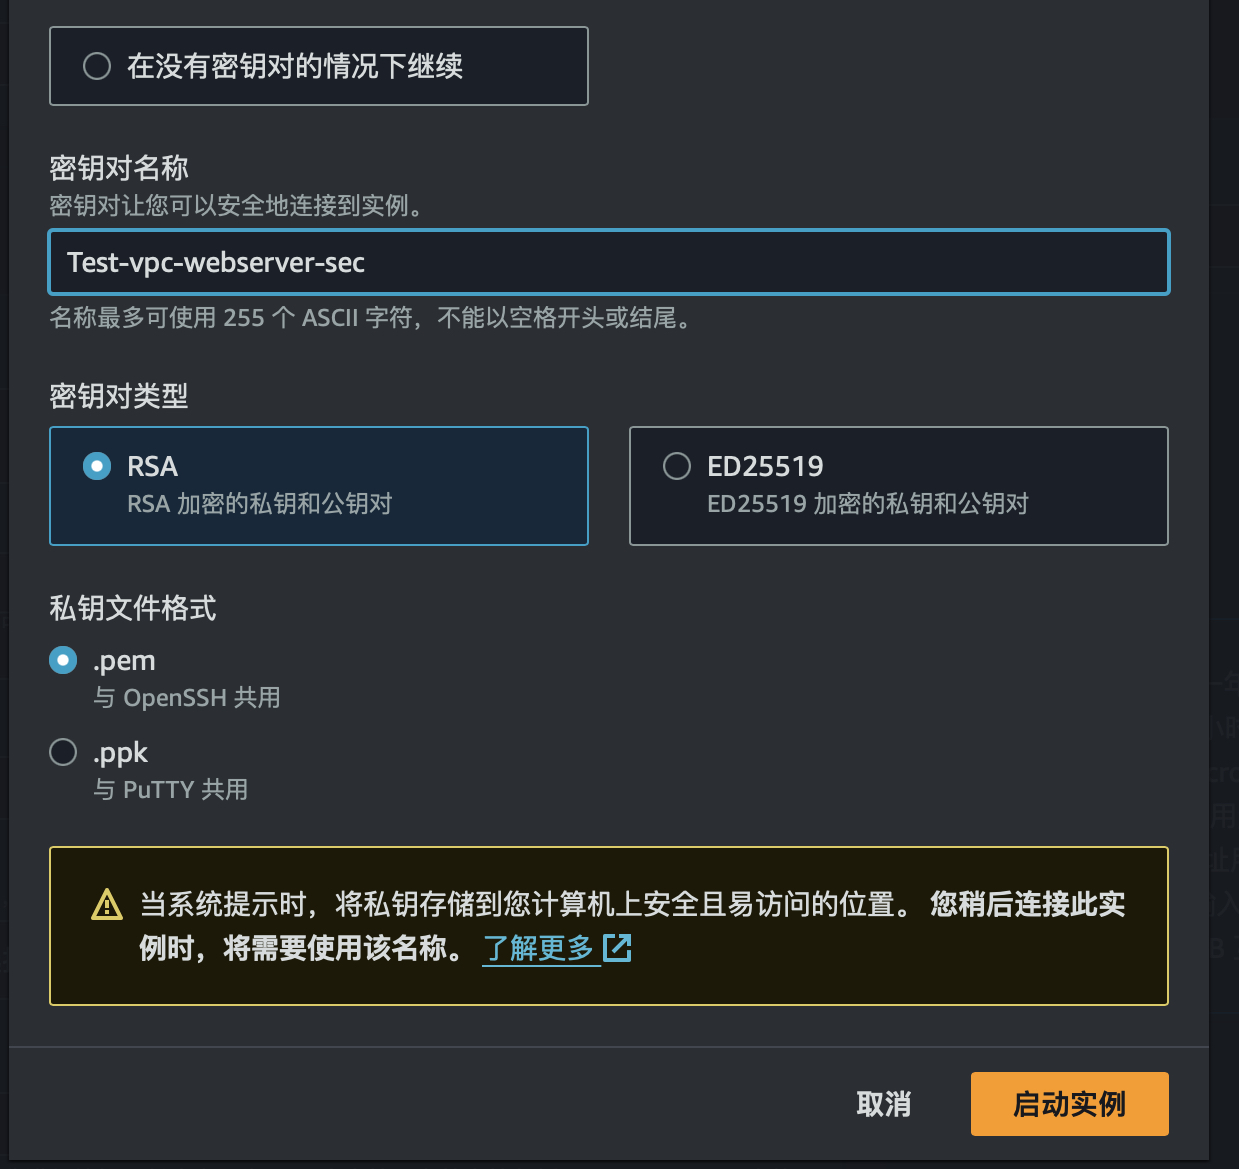 在没有密钥对的情况下继续
密钥对名称
密钥对让您可以安全地连接到实例。
Test-vpc-webserver-sec
名称最多可使用 255 个 ASCII 字符，不能以空格开头或结尾。
密钥对类型
RSA
RSA 加密的私钥和公钥对
ED25519
ED25519 加密的私钥和公钥对
私钥文件格式
.pem
与 OpenSSH 共用
.ppk
与 PuTTY 共用
当系统提示时，将私钥存储到您计算机上安全且易访问的位置。 您稍后连接此实
例时，将需要使用该名称。 了解更多
取消
启动实例